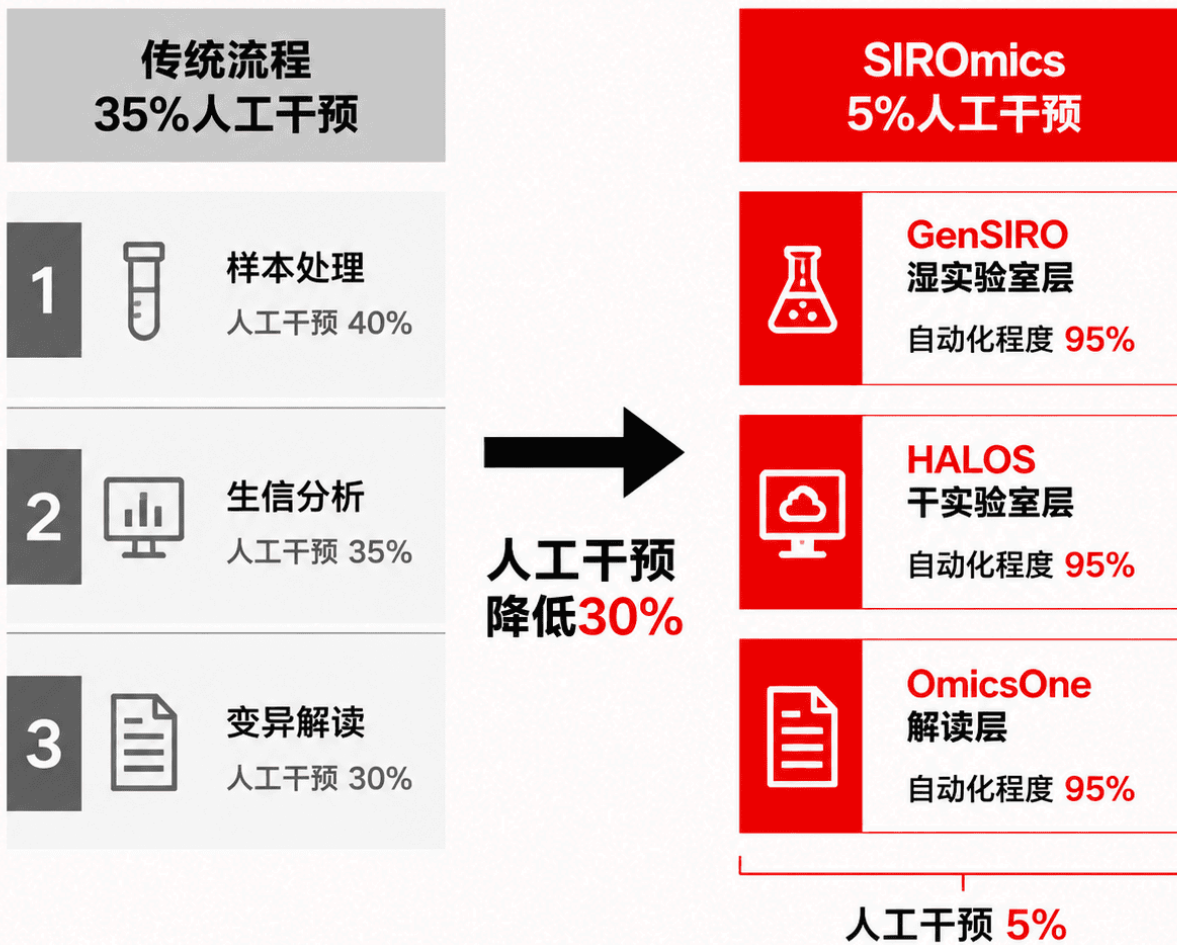 传统流程
35%人工干预
1
样本处理
人工干预 40%
2
生信分析
人工干预 35%
3
变异解读
人工干预 30%
人工干预
降低30%
SIROmics
5%人工干预
GenSIRO
湿实验室层
自动化程度 95%
HALOS
干实验室层
自动化程度 95%
OmicsOne
解读层
自动化程度 95%
人工干预 5%